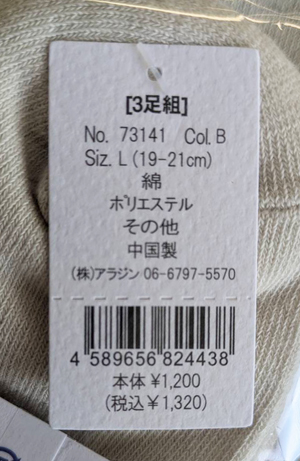 [3足組]
No. 73141 Col.B
Siz. L(19-21cm)
綿
ポリエステル
その他
中国製
(株)アラジン 06-6797-5570
4 589656 824438
本体 ¥1,200
(税込 ¥1,320)